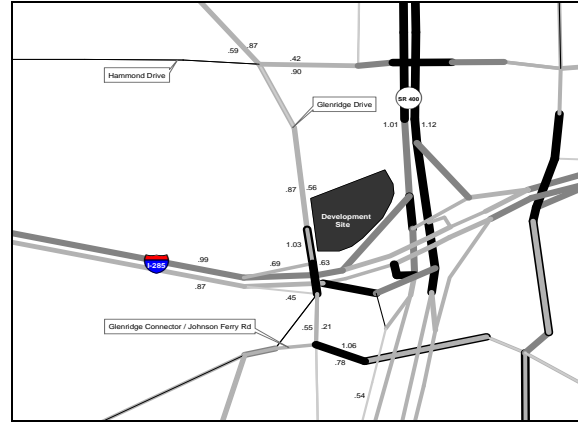 .87
.59
.42
.90
Hammond Drive
Glenridge Drive
SR 400
1.01
1.12
.87
.56
Development
Site
1.03
.99
.69
.63
I-285
.87
.45
Glenridge Connector / Johnson Ferry Rd
.55
.21
1.06
.78
.54